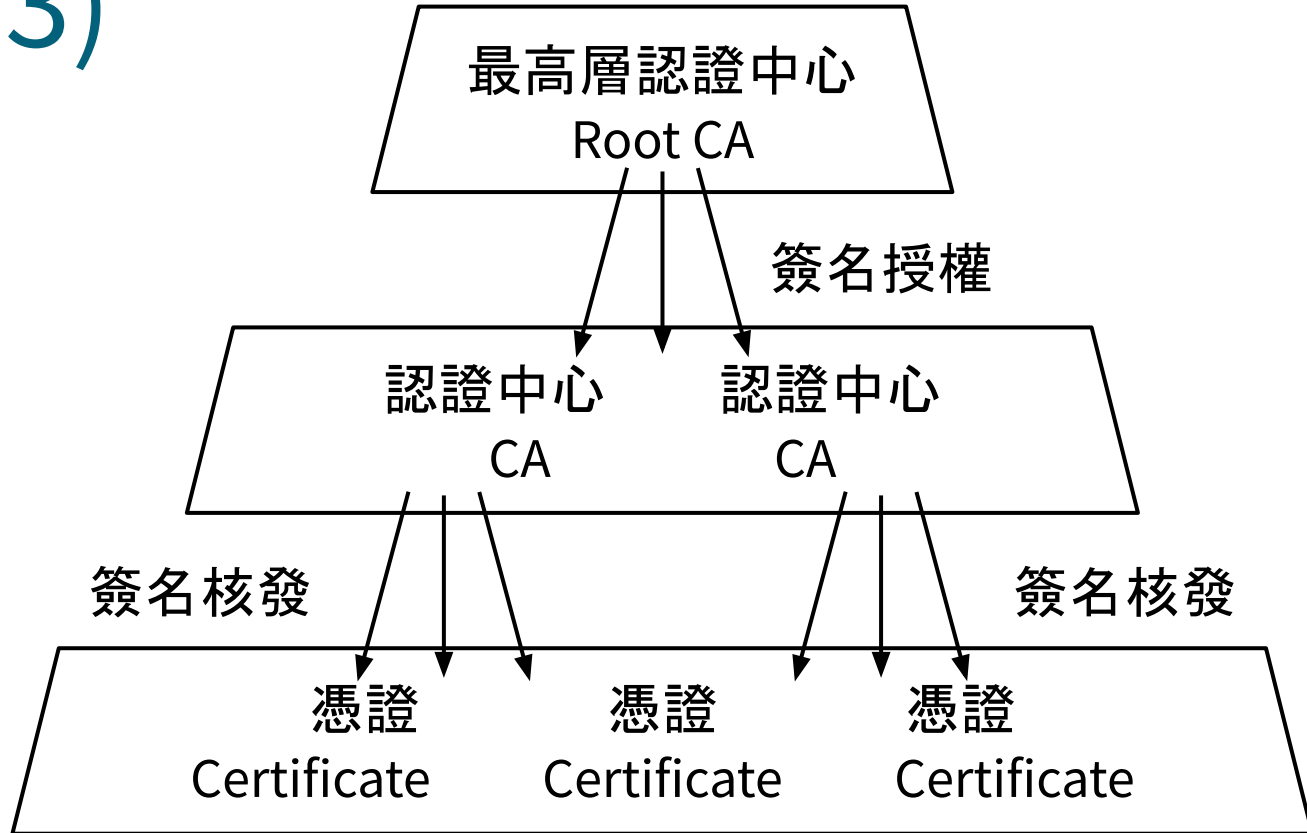 3)
最高層認證中心
Root CA
簽名授權
認證中心 認證中心
CA CA
簽名核發 簽名核發
憑證 憑證 憑證
Certificate Certificate Certificate